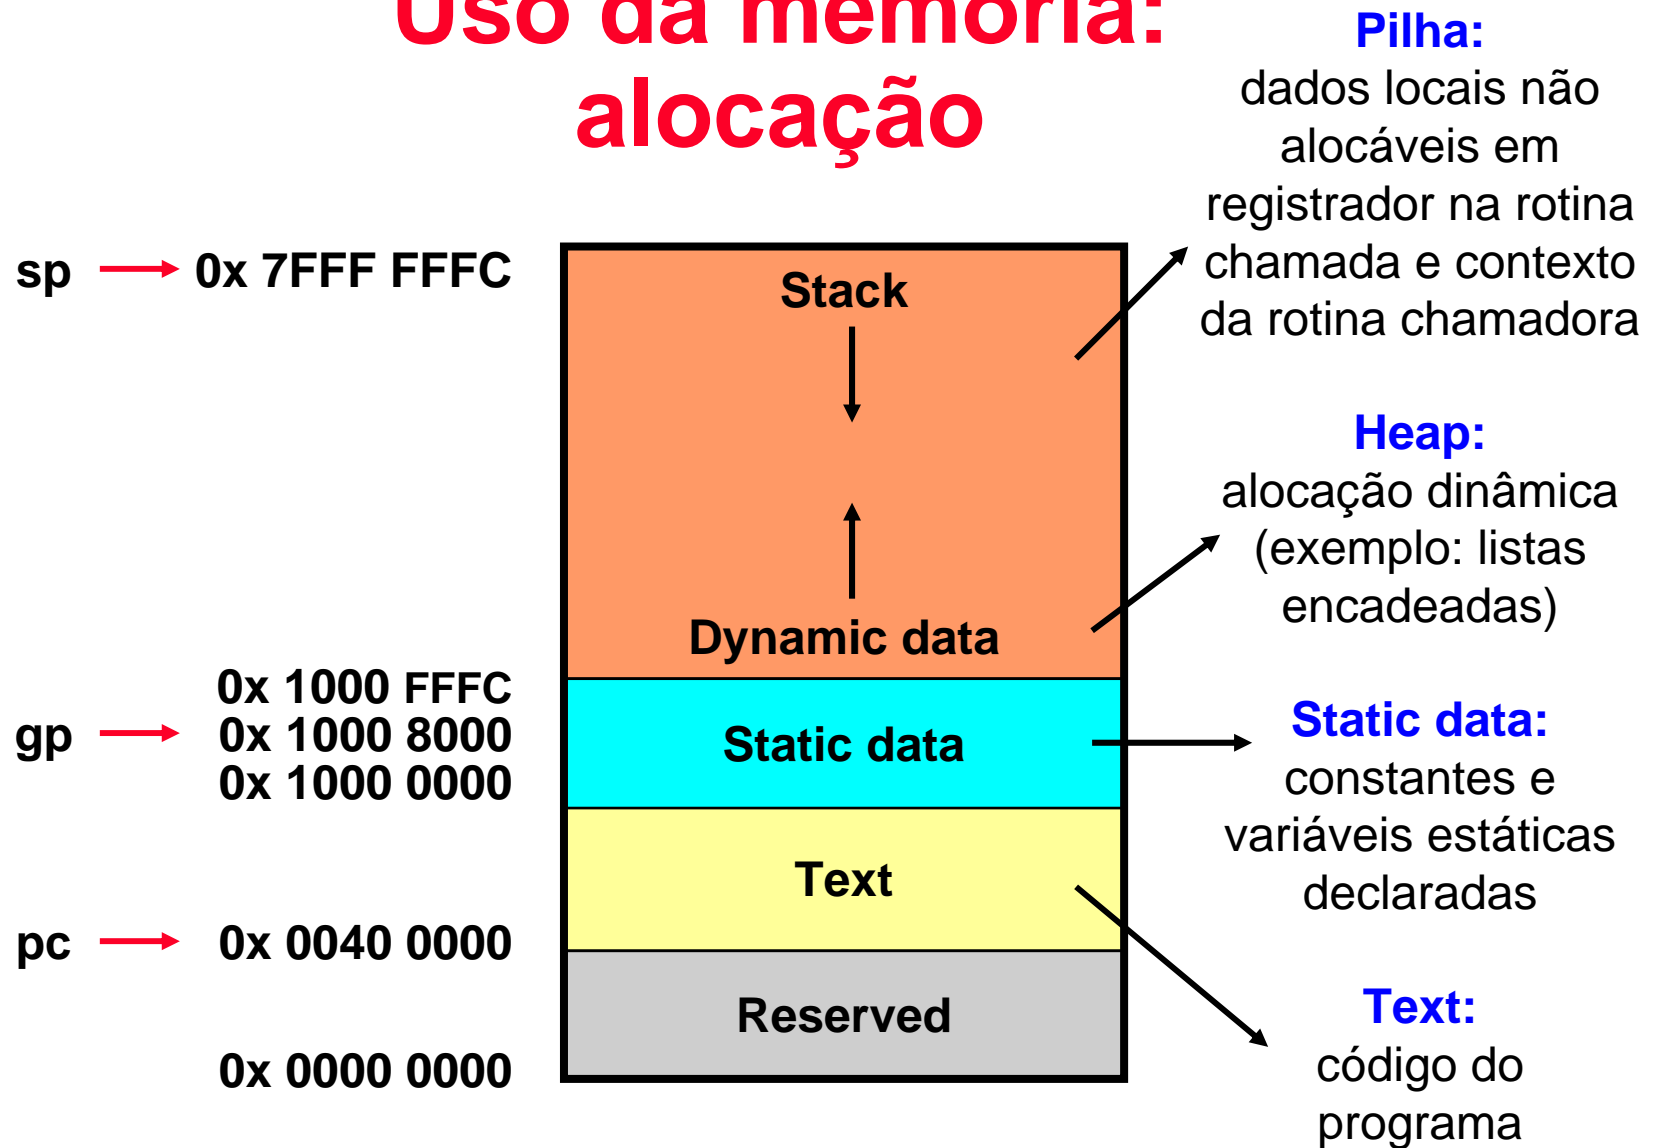 Uso da memória:
alocação
sp
0x 7FFF FFFC
0x 1000 FFFC
gp
0x 1000 8000
0x 1000 0000
pc
0x 0040 0000
0x 0000 0000
Stack
Dynamic data
Static data
Text
Reserved
Pilha:
dados locais não
alocáveis em
registrador na rotina
chamada e contexto
da rotina chamadora
Heap:
alocação dinâmica
(exemplo: listas
encadeadas)
Static data:
constantes e
variáveis estáticas
declaradas
Text:
código do
programa